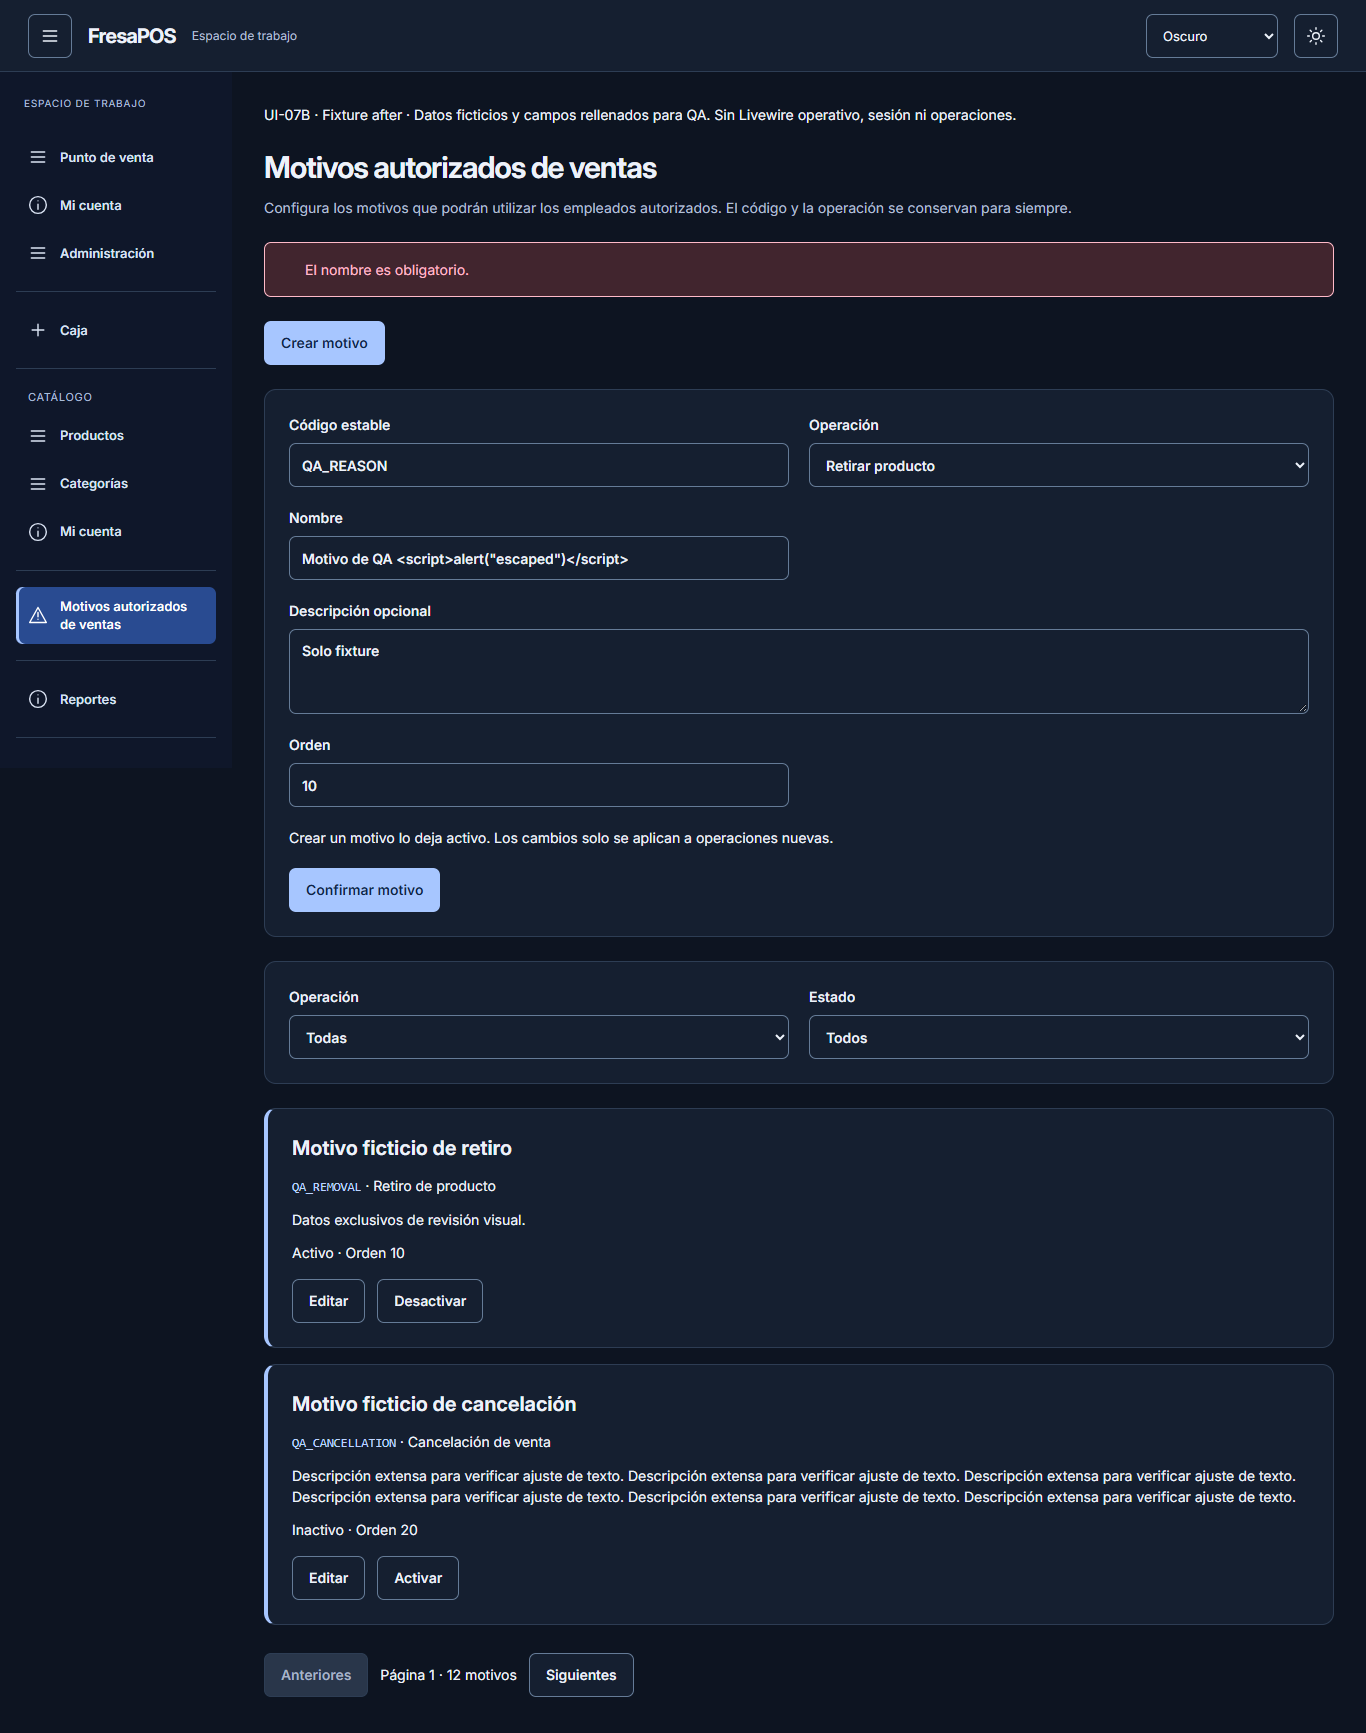 FresaPOS
Espacio de trabajo
Oscuro
ESPACIO DE TRABAJO
Punto de venta
Mi cuenta
Administración
Caja
CATÁLOGO
Productos
Categorías
Mi cuenta
Motivos autorizados
de ventas
Reportes
UI-07B · Fixture after · Datos ficticios y campos rellenados para QA. Sin Livewire operativo, sesión ni operaciones.
Motivos autorizados de ventas
Configura los motivos que podrán utilizar los empleados autorizados. El código y la operación se conservan para siempre.
El nombre es obligatorio.
Crear motivo
Código estable
Operación
QA_REASON
Retirar producto
Nombre
Motivo de QA <script>alert("escaped")</script>
Descripción opcional
Solo fixture
Orden
10
Crear un motivo lo deja activo. Los cambios solo se aplican a operaciones nuevas.
Confirmar motivo
Operación
Estado
Todas
Todos
Motivo ficticio de retiro
QA_REMOVAL · Retiro de producto
Datos exclusivos de revisión visual.
Activo · Orden 10
Editar
Desactivar
Motivo ficticio de cancelación
QA_CANCELLATION · Cancelación de venta
Descripción extensa para verificar ajuste de texto. Descripción extensa para verificar ajuste de texto. Descripción extensa para verificar ajuste de texto.
Descripción extensa para verificar ajuste de texto. Descripción extensa para verificar ajuste de texto. Descripción extensa para verificar ajuste de texto.
Inactivo · Orden 20
Editar
Activar
Anteriores
Página 1 · 12 motivos
Siguientes